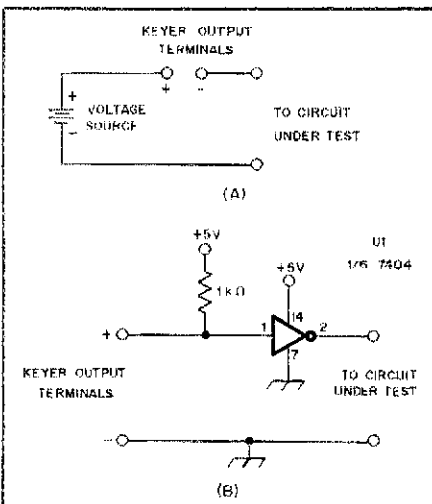 KEYER OUTPUT
TERMINALS
+ -
+
VOLTAGE
SOURCE
-
TO CIRCUIT
UNDER TEST
(A)
+5V
U1
1/6 7404
+5V
1kΩ
14
+
1
2
7
KEYER OUTPUT
TERMINALS
TO CIRCUIT
UNDER TEST
-
(B)